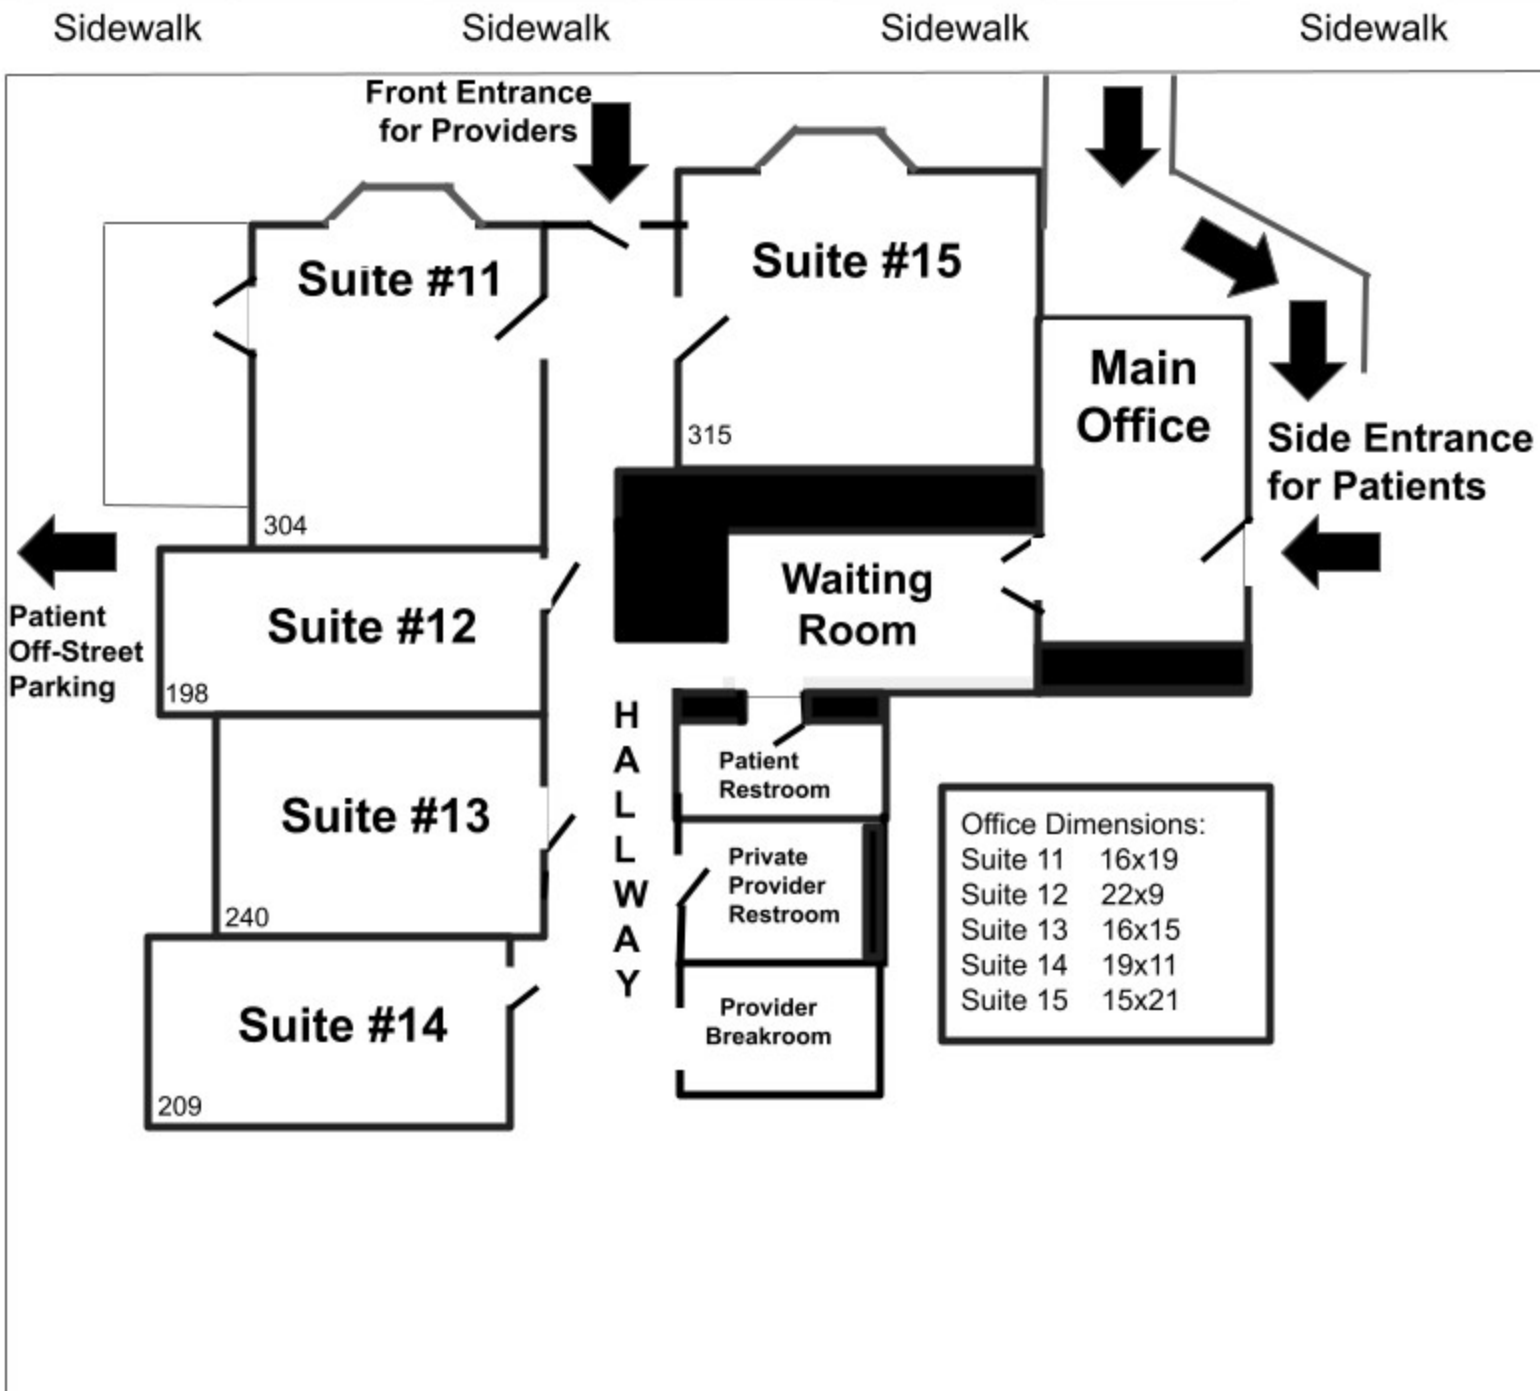 Sidewalk Sidewalk Sidewalk Sidewalk
Front Entrance
for Providers
Suite #11
Suite #15
Main
Office
315
Side Entrance
for Patients
304
Waiting
Room
Suite #12
Patient
Off-Street
Parking
198
H
A
L
L
W
A
Y
Patient
Restroom
Suite #13
240
Private
Provider
Restroom
Office Dimensions:
Suite 11 16x19
Suite 12 22x9
Suite 13 16x15
Suite 14 19x11
Suite 15 15x21
Provider
Breakroom
Suite #14
209